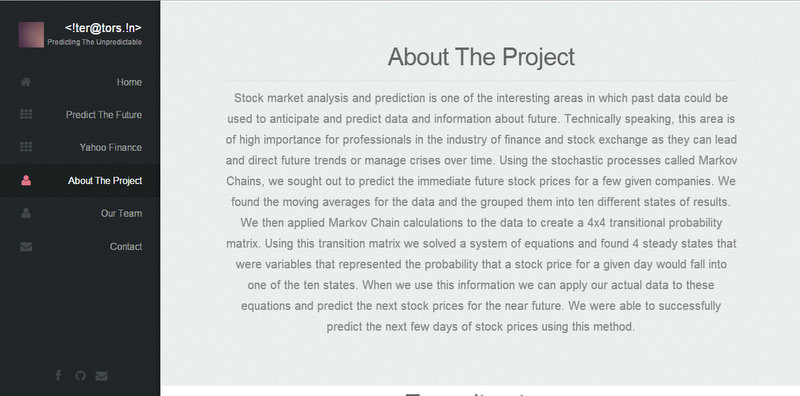 <!ter@tors.!n>
Predicting The Unpredictable
Home
Predict The Future
Yahoo Finance
About The Project
Our Team
Contact
About The Project
Stock market analysis and prediction is one of the interesting areas in which past data could be
used to anticipate and predict data and information about future. Technically speaking, this area is
of high importance for professionals in the industry of finance and stock exchange as they can lead
and direct future trends or manage crises over time. Using the stochastic processes called Markov
Chains, we sought out to predict the immediate future stock prices for a few given companies. We
found the moving averages for the data and the grouped them into ten different states of results.
We then applied Markov Chain calculations to the data to create a 4x4 transitional probability
matrix. Using this transition matrix we solved a system of equations and found 4 steady states that
were variables that represented the probability that a stock price for a given day would fall into
one of the ten states. When we use this information we can apply our actual data to these
equations and predict the next stock prices for the near future. We were able to successfully
predict the next few days of stock prices using this method.